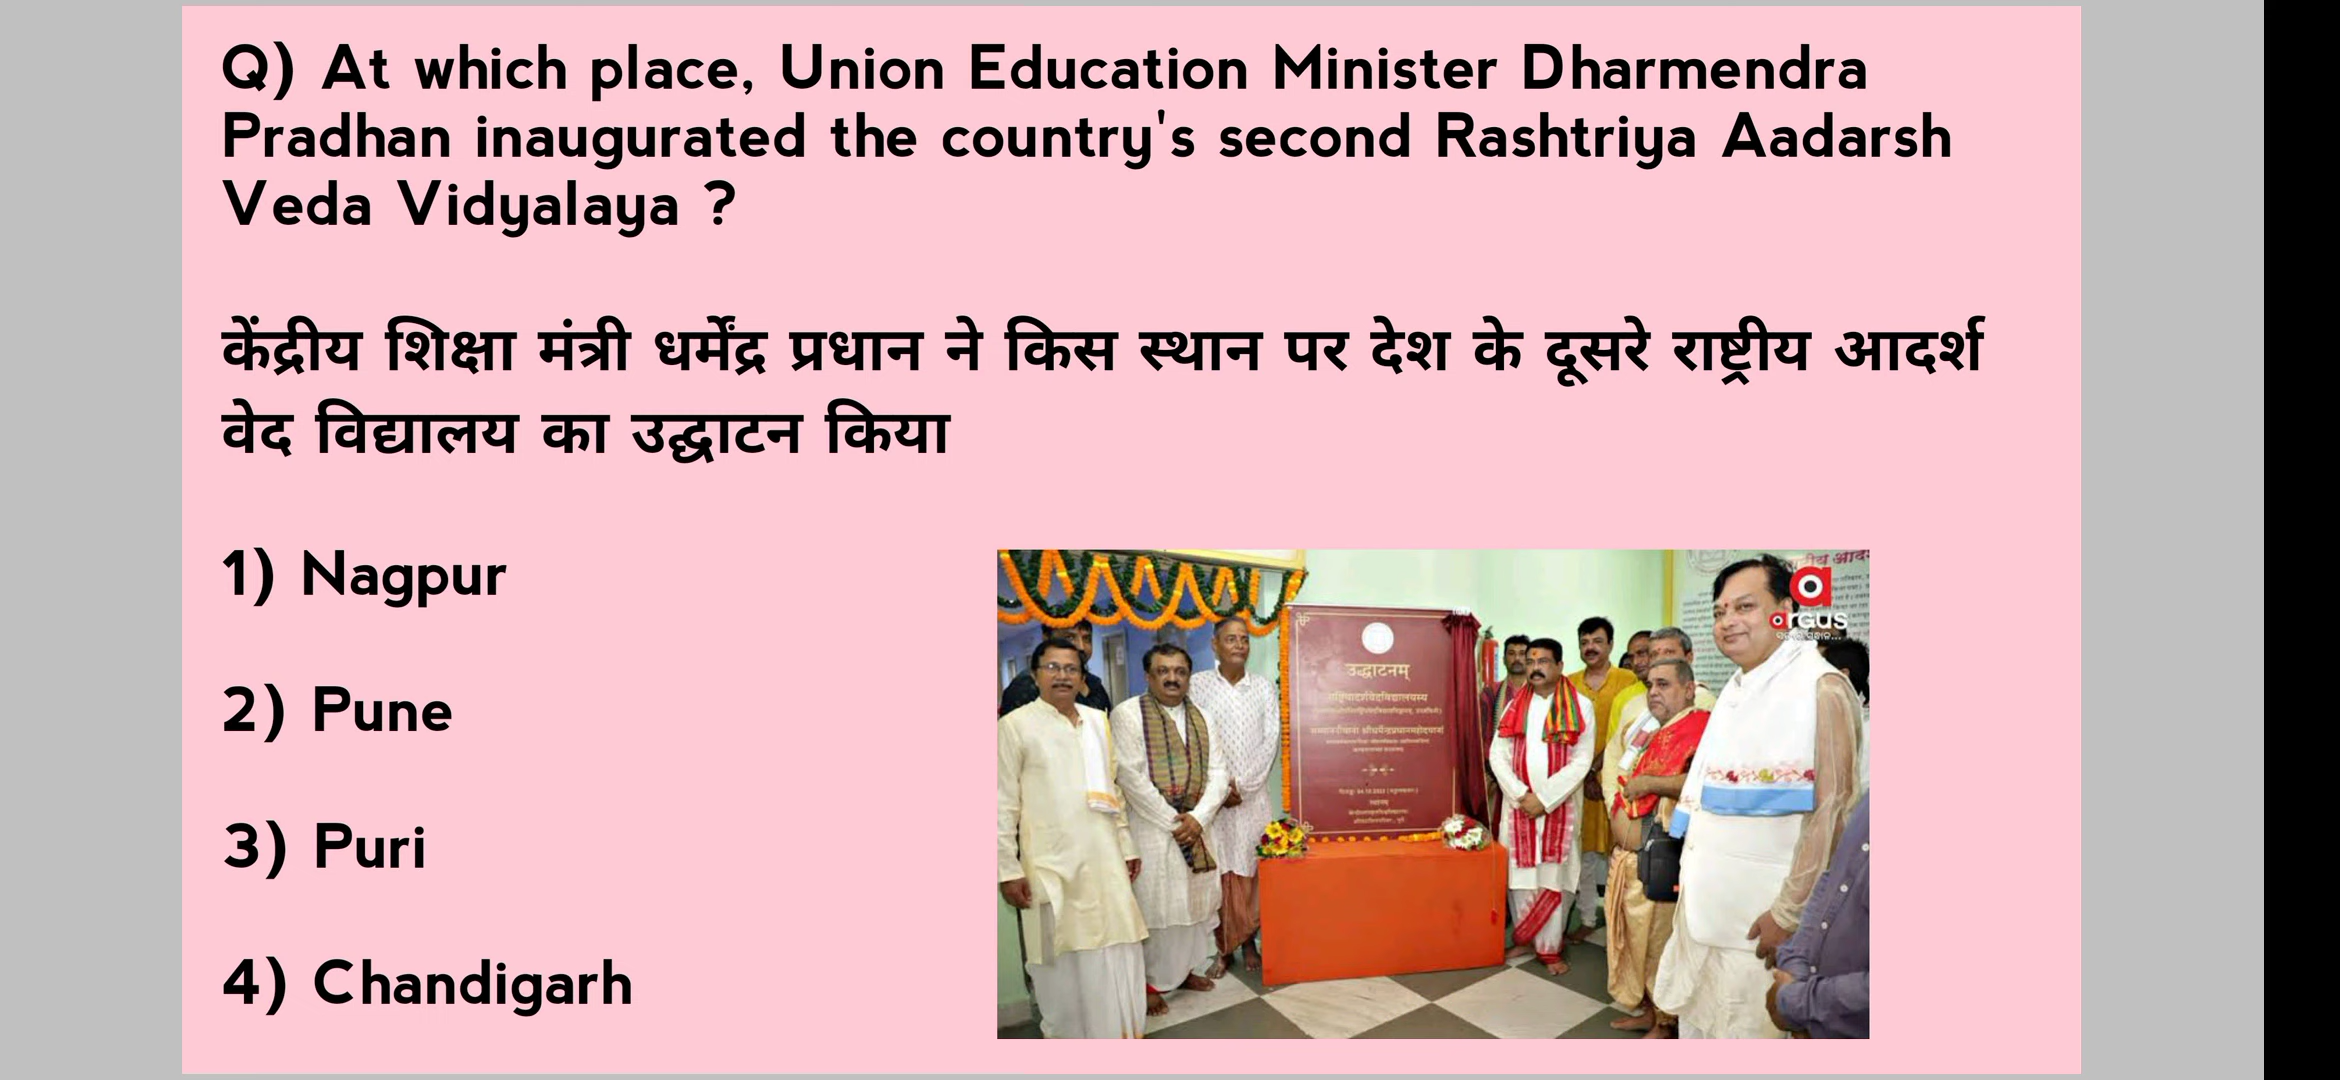 Q) At which place, Union Education Minister Dharmendra
Pradhan inaugurated the country's second Rashtriya Aadarsh
Veda Vidyalaya ?
केंद्रीय शिक्षा मंत्री धर्मेंद्र प्रधान ने किस स्थान पर देश के दूसरे राष्ट्रीय आदर्श
वेद विद्यालय का उद्घाटन किया
1) Nagpur
2) Pune
3) Puri
4) Chandigarh
argus
उद्घाटनम्